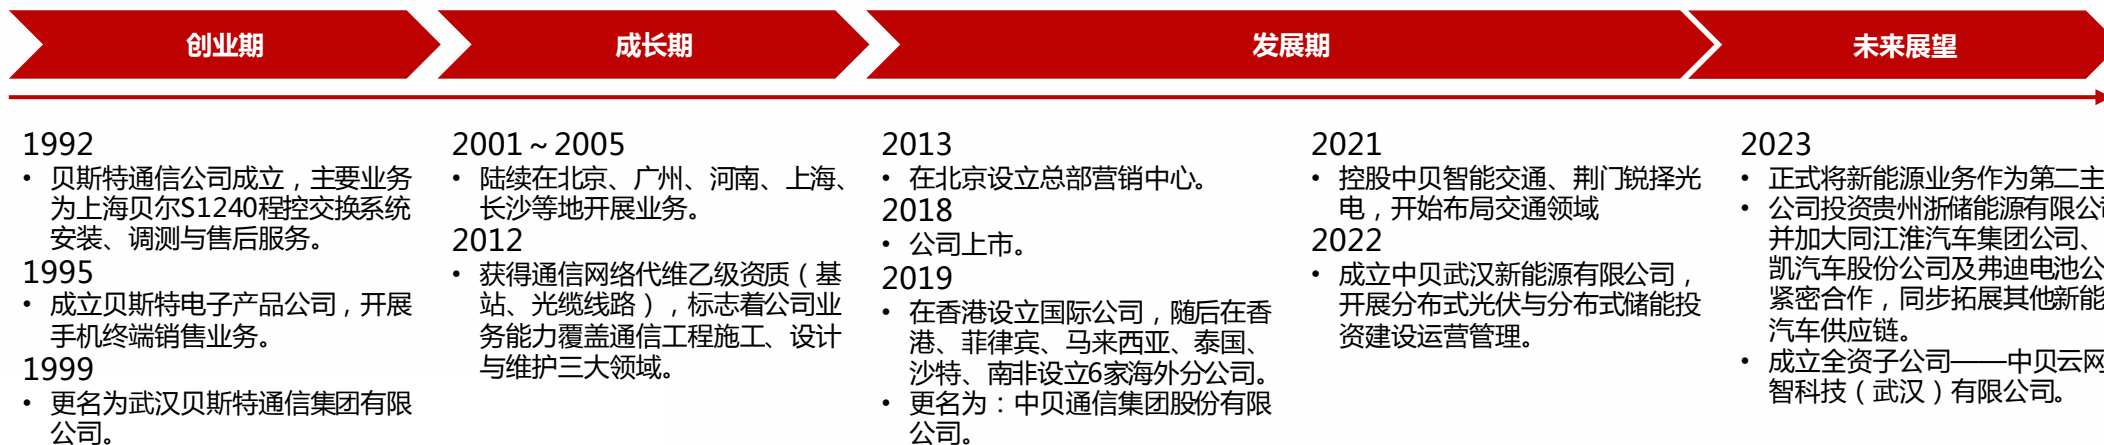 创业期
成长期
发展期
未来展望
1992
• 贝斯特通信公司成立，主要业务
为上海贝尔S1240程控交换系统
安装、调测与售后服务。
1995
• 成立贝斯特电子产品公司，开展
手机终端销售业务。
1999
• 更名为武汉贝斯特通信集团有限
公司。
2001～2005
• 陆续在北京、广州、河南、上海、
长沙等地开展业务。
2012
• 获得通信网络代维乙级资质（基
站、光缆线路），标志着公司业
务能力覆盖通信工程施工、设计
与维护三大领域。
2013
• 在北京设立总部营销中心。
2018
• 公司上市。
2019
• 在香港设立国际公司，随后在香
港、菲律宾、马来西亚、泰国、
沙特、南非设立6家海外分公司。
• 更名为：中贝通信集团股份有限
公司。
2021
• 控股中贝智能交通、荆门锐择光
电，开始布局交通领域
2022
• 成立中贝武汉新能源有限公司，
开展分布式光伏与分布式储能投
资建设运营管理。
2023
• 正式将新能源业务作为第二主
• 公司投资贵州浙储能源有限公
并加大同江淮汽车集团公司、
凯汽车股份公司及弗迪电池公
紧密合作，同步拓展其他新能
汽车供应链。
• 成立全资子公司——中贝云网
智科技（武汉）有限公司。